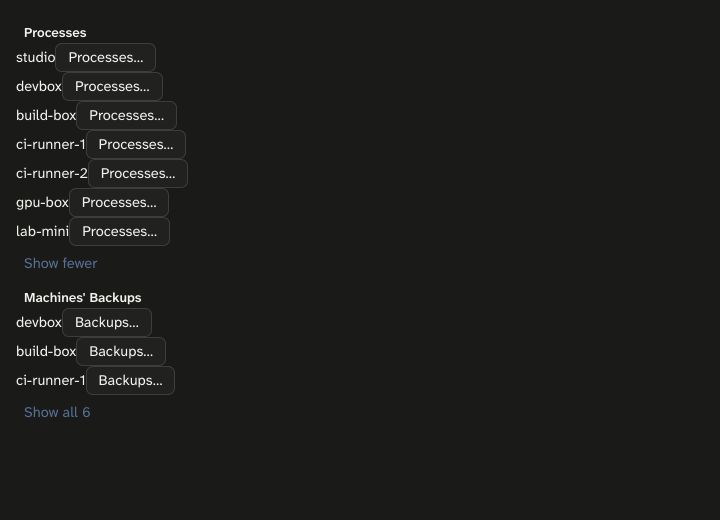 Processes
studio Processes...
devbox Processes...
build-box Processes...
ci-runner-1 Processes...
ci-runner-2 Processes...
gpu-box Processes...
lab-mini Processes...
Show fewer
Machines' Backups
devbox Backups...
build-box Backups...
ci-runner-1 Backups...
Show all 6